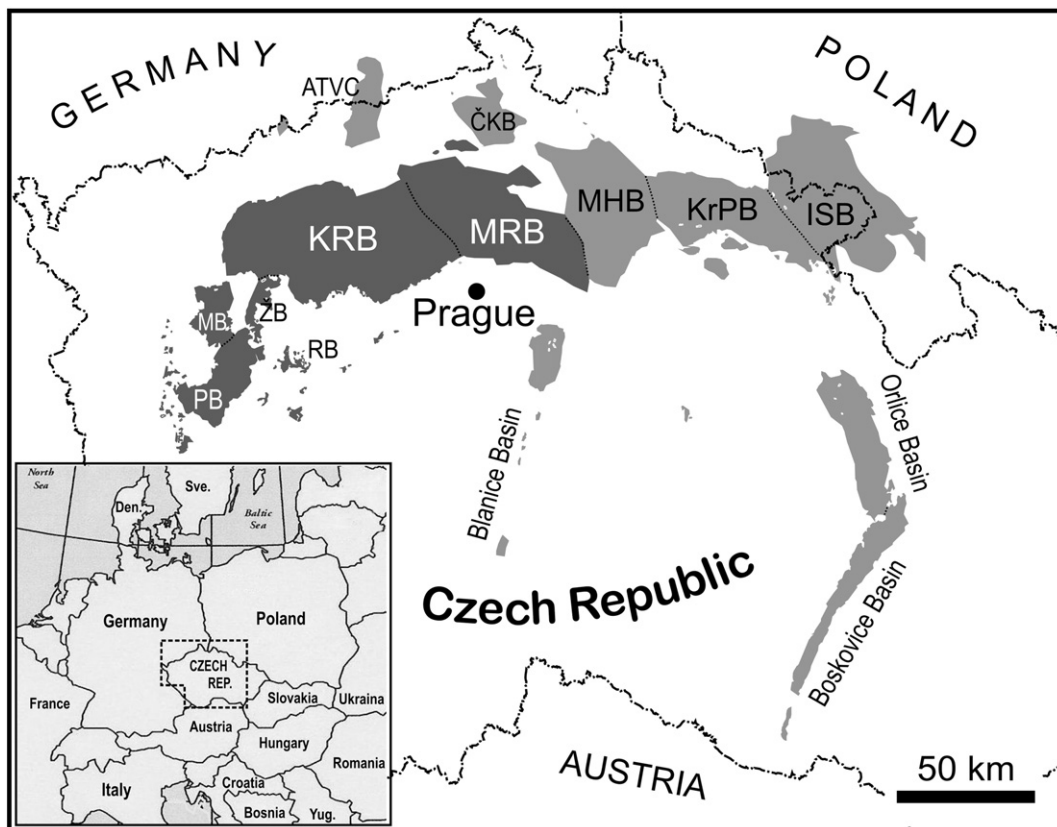 GERMANY
POLAND
ATVC
ČKB
MHB
KrPB
ISB
KRB
MRB
Prague
MB
ŽB
RB
PB
Blanice Basin
Orlice Basin
Boskovice Basin
Czech Republic
AUSTRIA
50 km
North
Sea
Sve.
Den.
Baltic
Sea
Germany
Poland
CZECH
REP.
France
Slovakia
Ukraina
Austria
Hungary
Romania
Italy
Croatia
Bosnia
Yug.